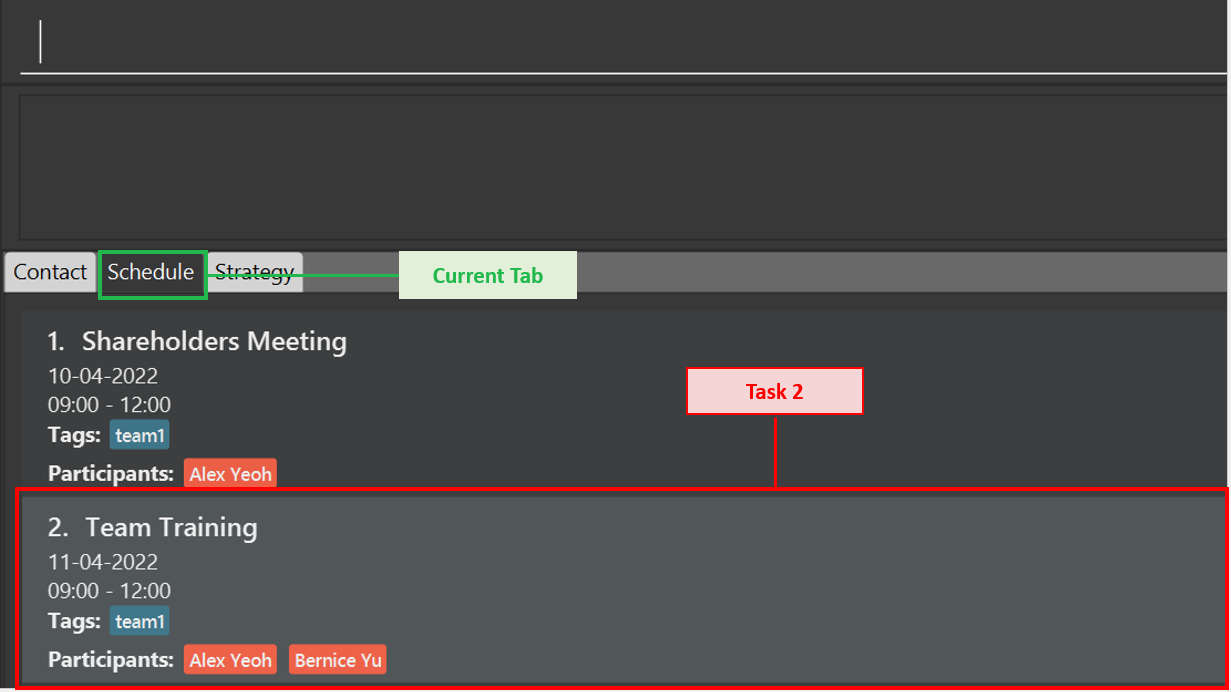 Contact Schedule Strategy Current Tab
1. Shareholders Meeting
10-04-2022
Task 2
09:00 - 12:00
Tags: team1
Participants: Alex Yeoh
2. Team Training
11-04-2022
09:00 - 12:00
Tags: team1
Participants: Alex Yeoh Bernice Yu